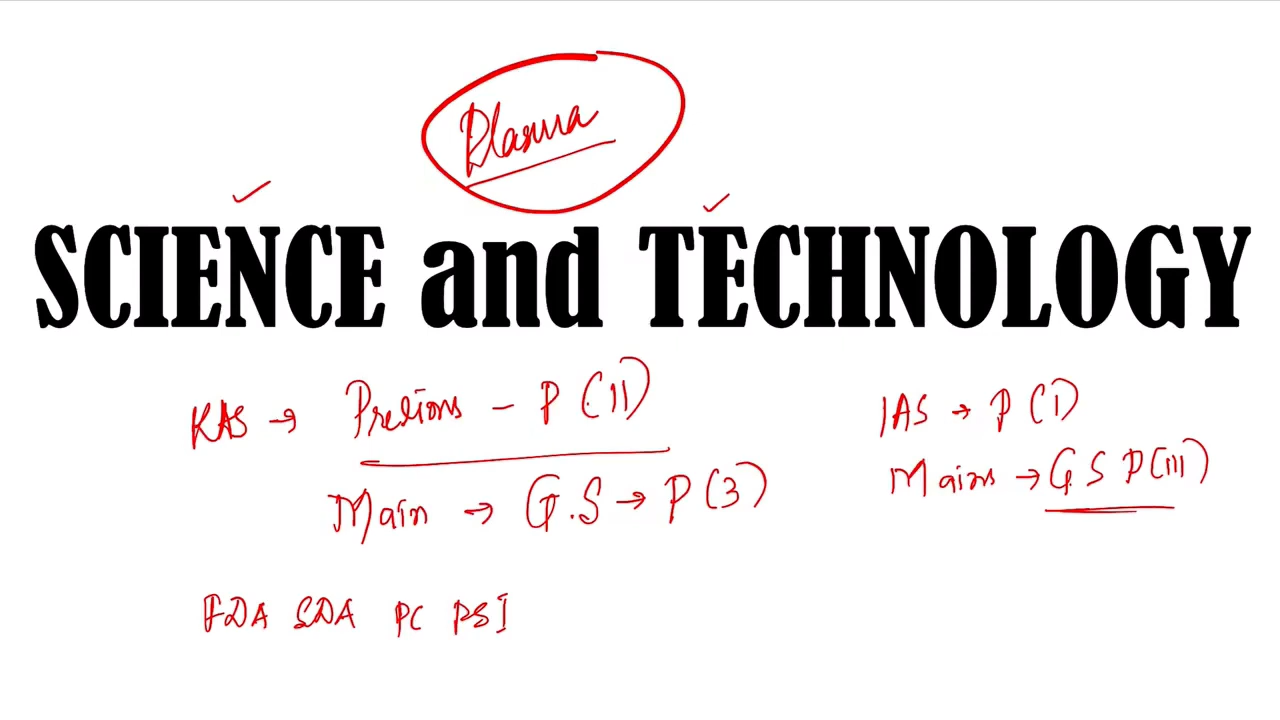 Plasma
SCIENCE and TECHNOLOGY
KAS → Prelims - P (II)
IAS → P (I)
Main → G.S → P (3)
Mains → G S P (III)
FDA SDA PC PSI